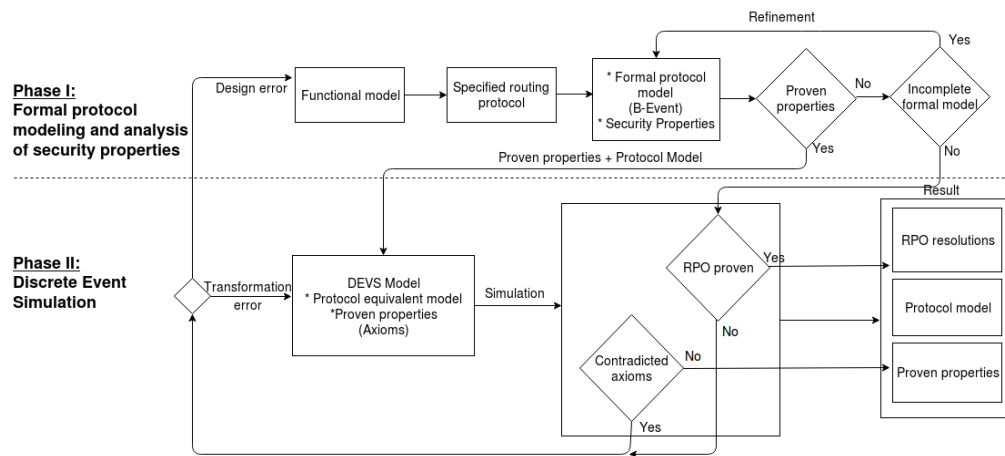 Refinement
Yes
Phase I:
Formal protocol
modeling and analysis
of security properties
Design error
Functional model
Specified routing
protocol
* Formal protocol
model
(B-Event)
* Security Properties
Proven
properties
No
Incomplete
formal model
Yes
No
Proven properties + Protocol Model
Result
Phase II:
Discrete Event
Simulation
Transformation
error
DEVS Model
* Protocol equivalent model
*Proven properties
(Axioms)
Simulation
RPO proven
Yes
No
Contradicted
axioms
No
Yes
RPO resolutions
Protocol model
Proven properties